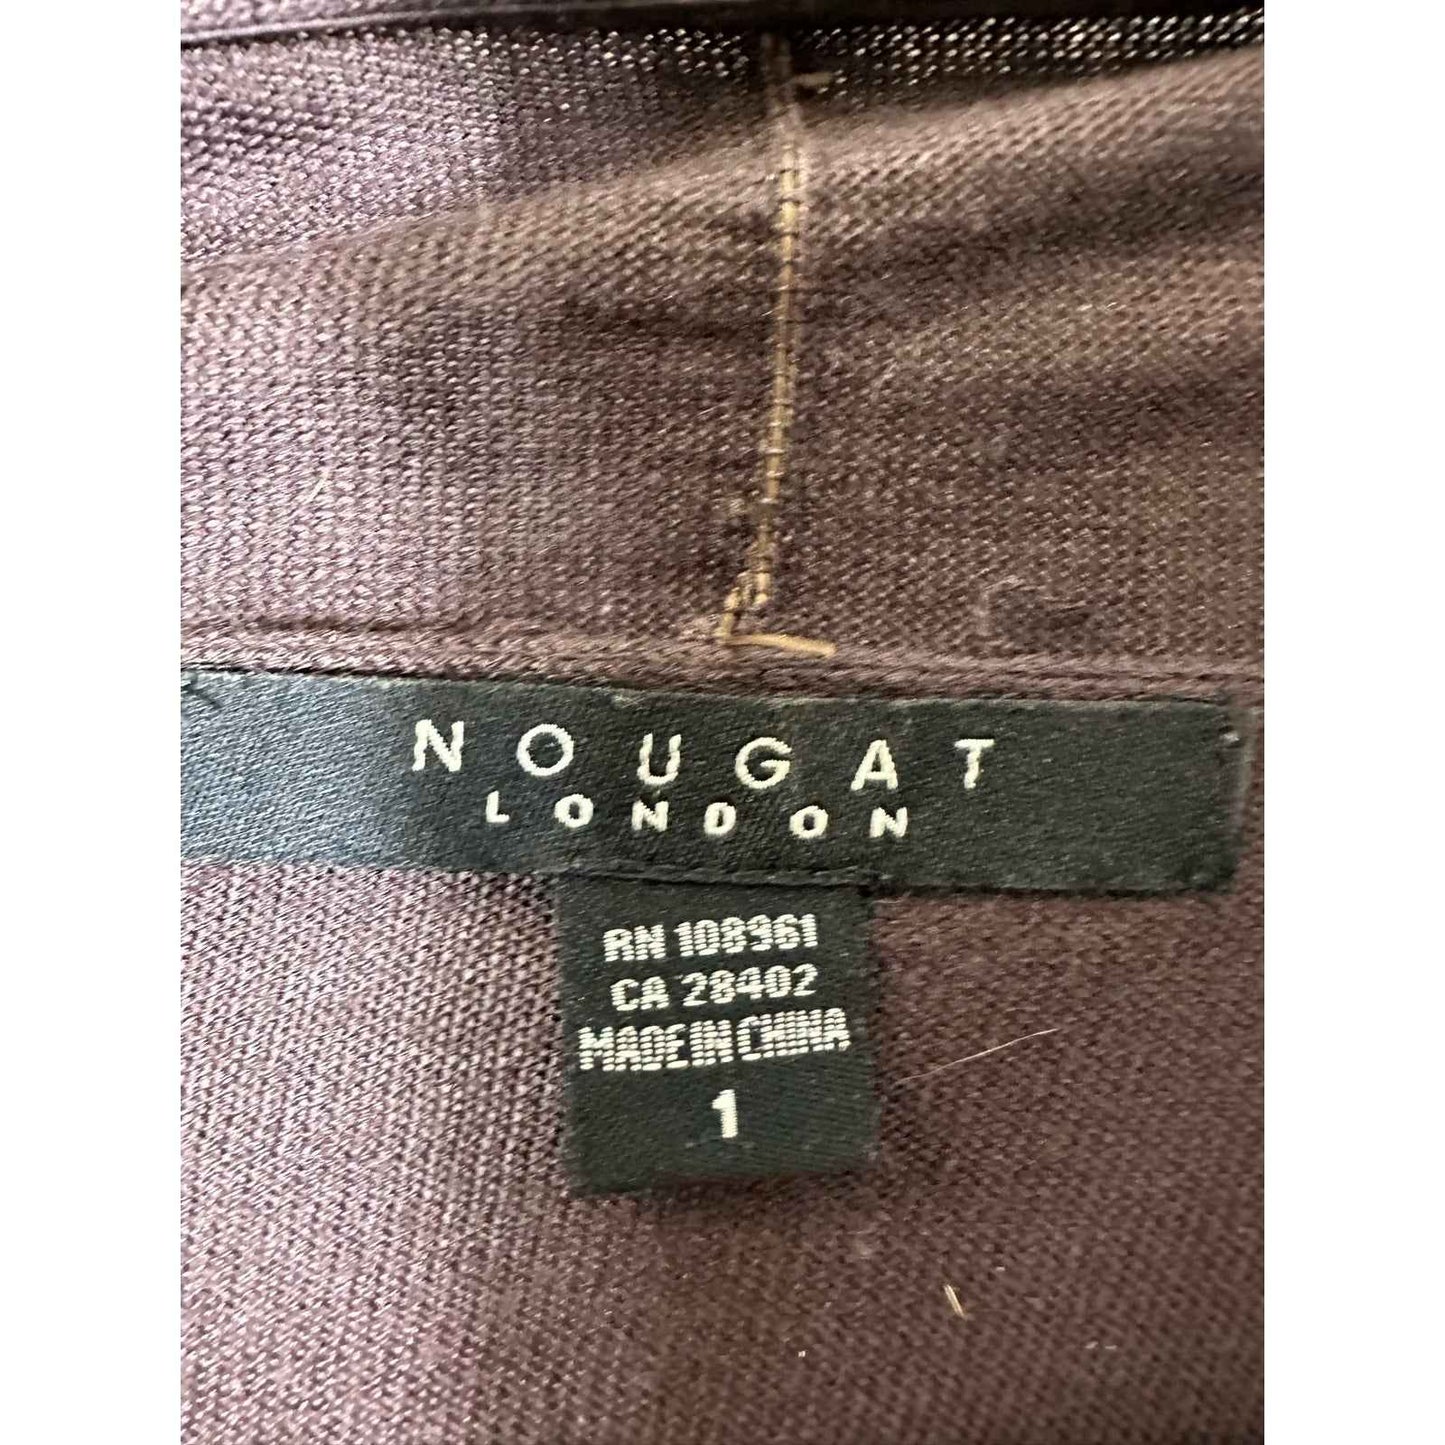 NOUGAT
LONDON
RN 108961
CA 28402
MADE IN CHINA
1